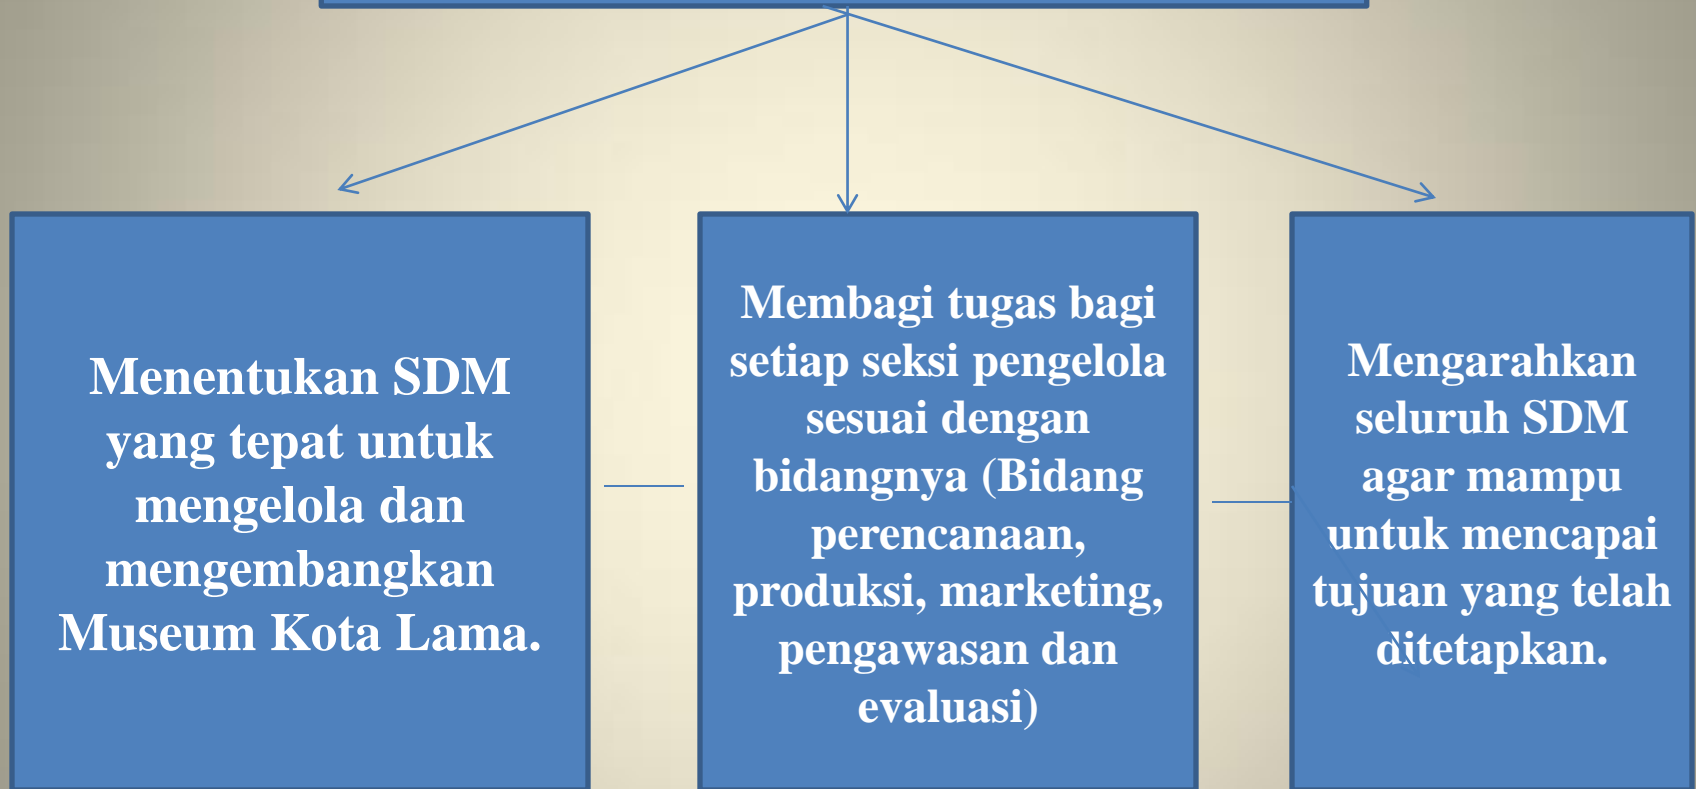 Menentukan SDM
yang tepat untuk
mengelola dan
mengembangkan
Museum Kota Lama.
Membagi tugas bagi
setiap seksi pengelola
sesuai dengan
bidangnya (Bidang
perencanaan,
produksi, marketing,
pengawasan dan
evaluasi)
Mengarahkan
seluruh SDM
agar mampu
untuk mencapai
tujuan yang telah
ditetapkan.